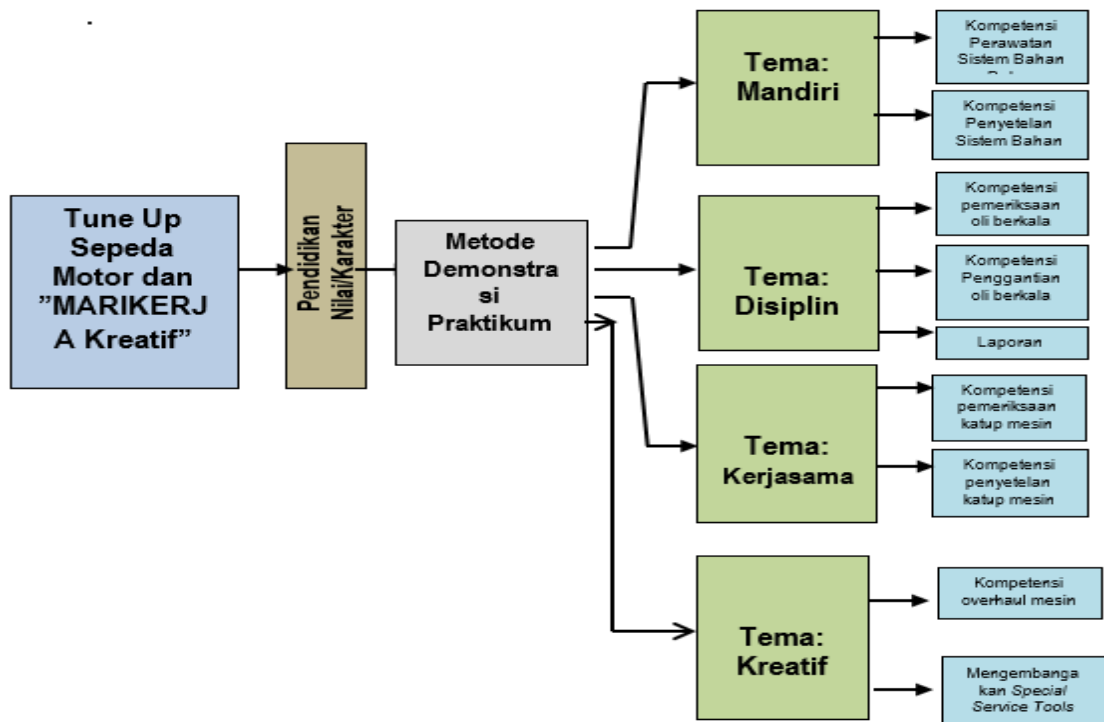 Tune Up
Sepeda
Motor dan
”MARIKERJ
A Kreatif”
Pendidikan
Nilai/Karakter
Metode
Demonstra
si
Praktikum
Tema:
Mandiri
Kompetensi
Perawatan
Sistem Bahan
Kompetensi
Penyetelan
Sistem Bahan
Tema:
Disiplin
Kompetensi
pemeriksaan
oli berkala
Kompetensi
Penggantian
oli berkala
Laporan
Tema:
Kerjasama
Kompetensi
pemeriksaan
katup mesin
Kompetensi
penyetelan
katup mesin
Tema:
Kreatif
Kompetensi
overhaul mesin
Mengembanga
kan Special
Service Tools